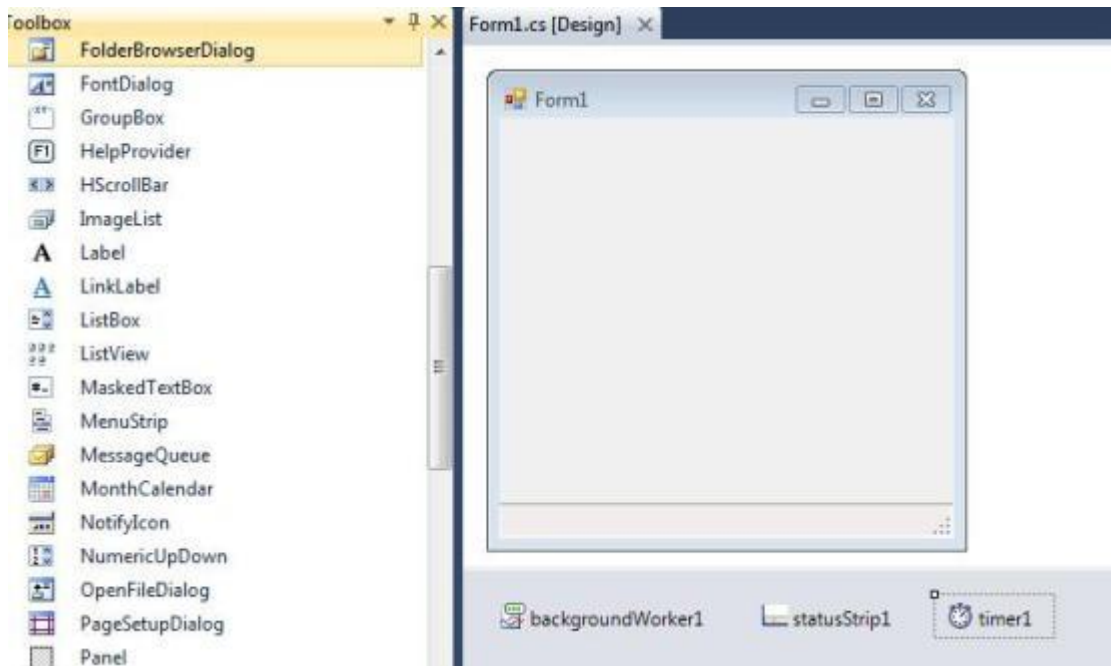 Toolbox
FolderBrowserDialog
FontDialog
GroupBox
HelpProvider
HScrollBar
ImageList
A Label
A LinkLabel
ListBox
ListView
MaskedTextBox
MenuStrip
MessageQueue
MonthCalendar
NotifyIcon
NumericUpDown
OpenFileDialog
PageSetupDialog
Panel
Form1.cs [Design]
Form1
backgroundWorker1
statusStrip1
timer1